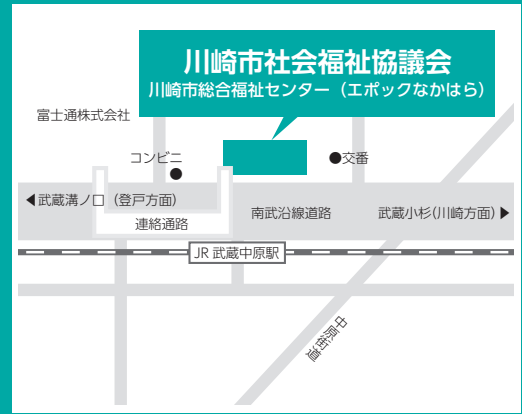 川崎市社会福祉協議会
川崎市総合福祉センター（エポックなかはら）
富士通株式会社
コンビニ
●交番
◀武蔵溝ノ口（登戸方面）
南武沿線道路
武蔵小杉(川崎方面)▶
連絡通路
JR 武蔵中原駅
中原街道